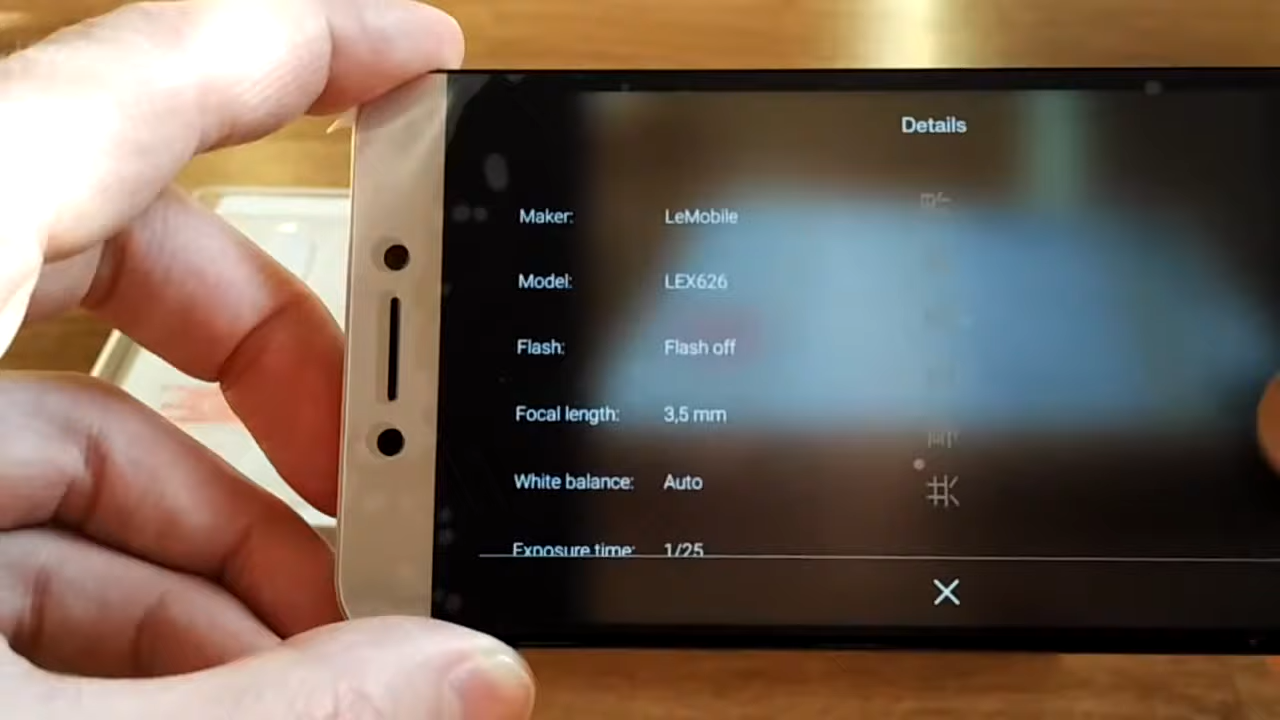 Details
Maker: LeMobile
Model: LEX626
Flash: Flash off
Focal length: 3,5 mm
White balance: Auto
Exposure time: 1/25